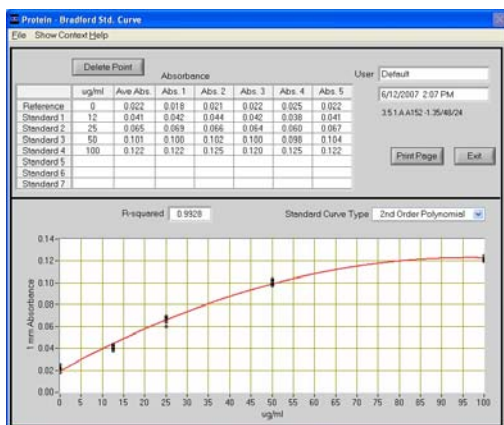 Protein - Bradford Std. Curve
File Show Context Help
Delete Point
Absorbance
User Default
6/12/2007 2:07 PM
3.5.1 A A152 -1.35/48/24
Print Page Exit
ug/ml Ave Abs. Abs. 1 Abs. 2 Abs. 3 Abs. 4 Abs. 5
Reference 0 0.022 0.018 0.021 0.022 0.025 0.022
Standard 1 12 0.041 0.042 0.044 0.042 0.038 0.041
Standard 2 25 0.065 0.069 0.066 0.064 0.060 0.067
Standard 3 50 0.101 0.100 0.102 0.100 0.098 0.104
Standard 4 100 0.122 0.122 0.125 0.120 0.125 0.122
Standard 5
Standard 6
Standard 7
R-squared 0.9928 Standard Curve Type 2nd Order Polynomial
1 mm Absorbance
0.14
0.12
0.10
0.08
0.06
0.04
0.02
0.00
0 5 10 15 20 25 30 35 40 45 50 55 60 65 70 75 80 85 90 95 100
ug/ml